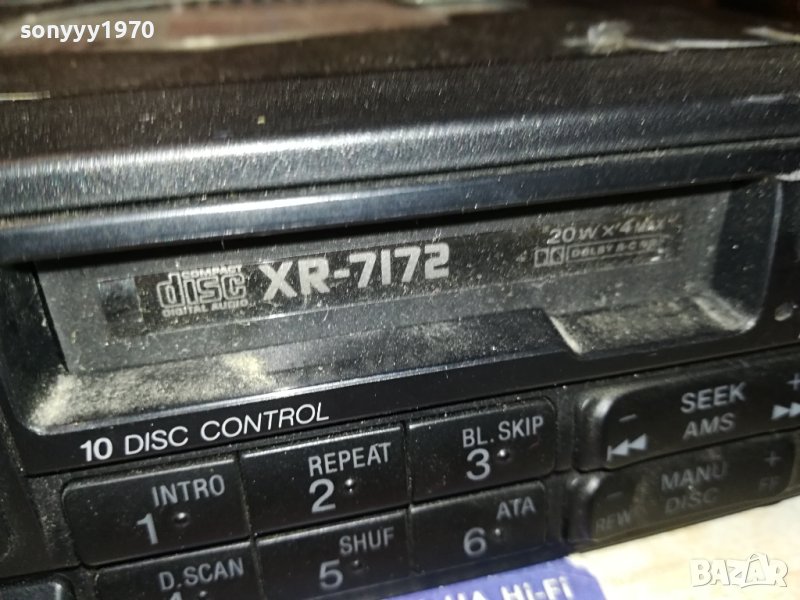 sonyyy1970
COMPACT
disc
DIGITAL AUDIO
XR-7172
20W x 4 MAX
DOLBY B·C NR
10 DISC CONTROL
INTRO
1
REPEAT
2
BL. SKIP
3
D.SCAN
4
SHUF
5
ATA
6
- SEEK +
AMS
- MANU +
REW DISC FF
Hi-Fi
BAZAR